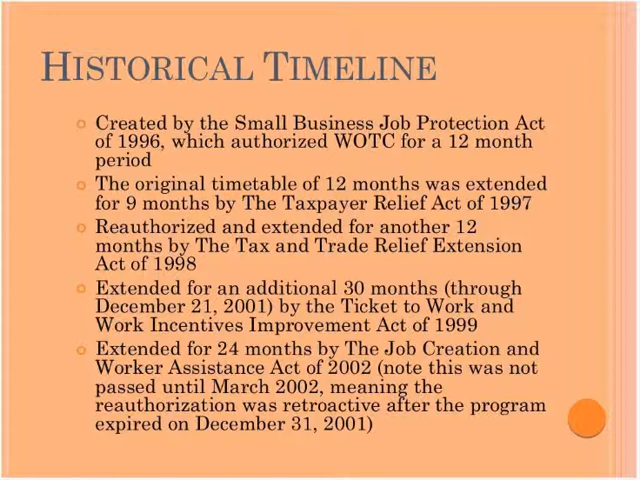 HISTORICAL TIMELINE
Created by the Small Business Job Protection Act
of 1996, which authorized WOTC for a 12 month
period
The original timetable of 12 months was extended
for 9 months by The Taxpayer Relief Act of 1997
Reauthorized and extended for another 12
months by The Tax and Trade Relief Extension
Act of 1998
Extended for an additional 30 months (through
December 21, 2001) by the Ticket to Work and
Work Incentives Improvement Act of 1999
Extended for 24 months by The Job Creation and
Worker Assistance Act of 2002 (note this was not
passed until March 2002, meaning the
reauthorization was retroactive after the program
expired on December 31, 2001)